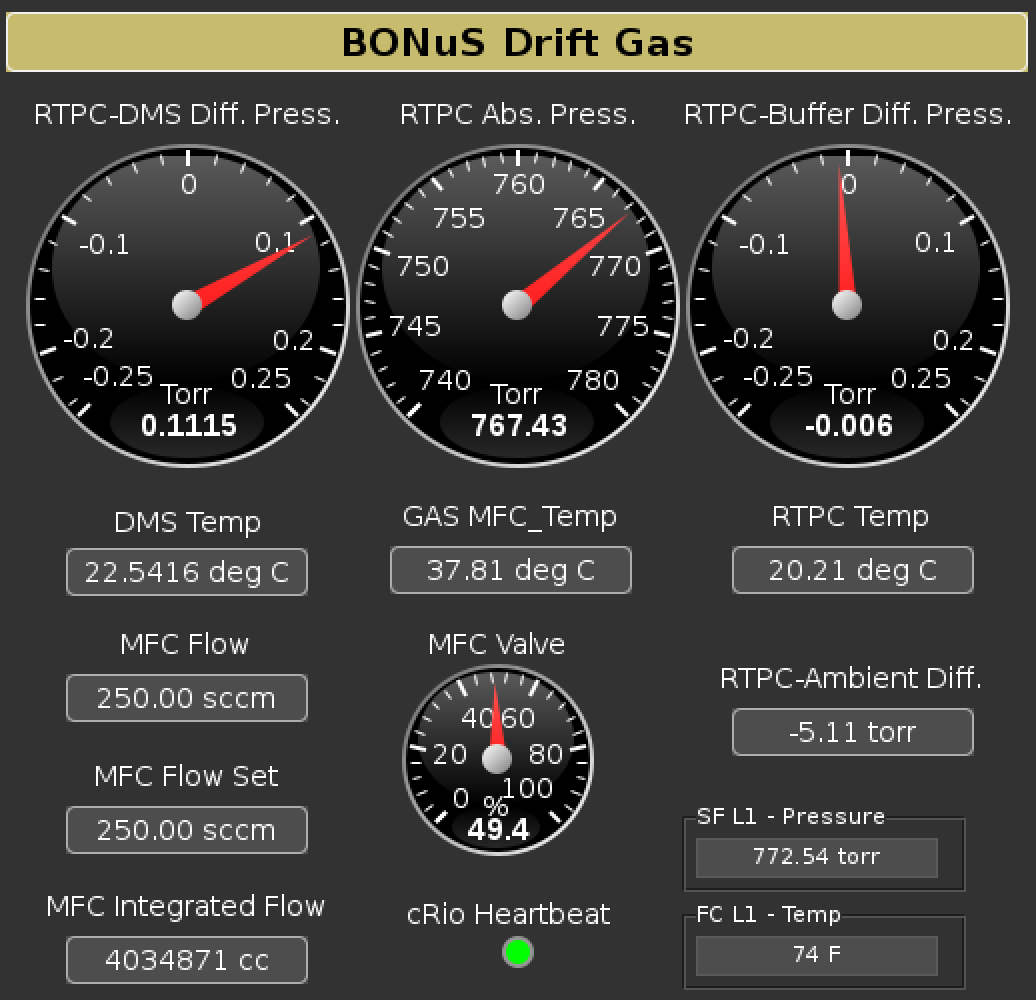 BONuS Drift Gas
RTPC-DMS Diff. Press.
0
-0.1
0.1
-0.2
0.2
-0.25
0.25
Torr
0.1115
RTPC Abs. Press.
760
755
765
750
770
745
775
740
780
Torr
767.43
RTPC-Buffer Diff. Press.
0
-0.1
0.1
-0.2
0.2
-0.25
0.25
Torr
-0.006
DMS Temp
22.5416 deg C
GAS MFC_Temp
37.81 deg C
RTPC Temp
20.21 deg C
MFC Flow
250.00 sccm
MFC Flow Set
250.00 sccm
MFC Integrated Flow
4034871 cc
MFC Valve
40 60
20
80
0
100
%
49.4
cRio Heartbeat
RTPC-Ambient Diff.
-5.11 torr
SF L1 - Pressure
772.54 torr
FC L1 - Temp
74 F